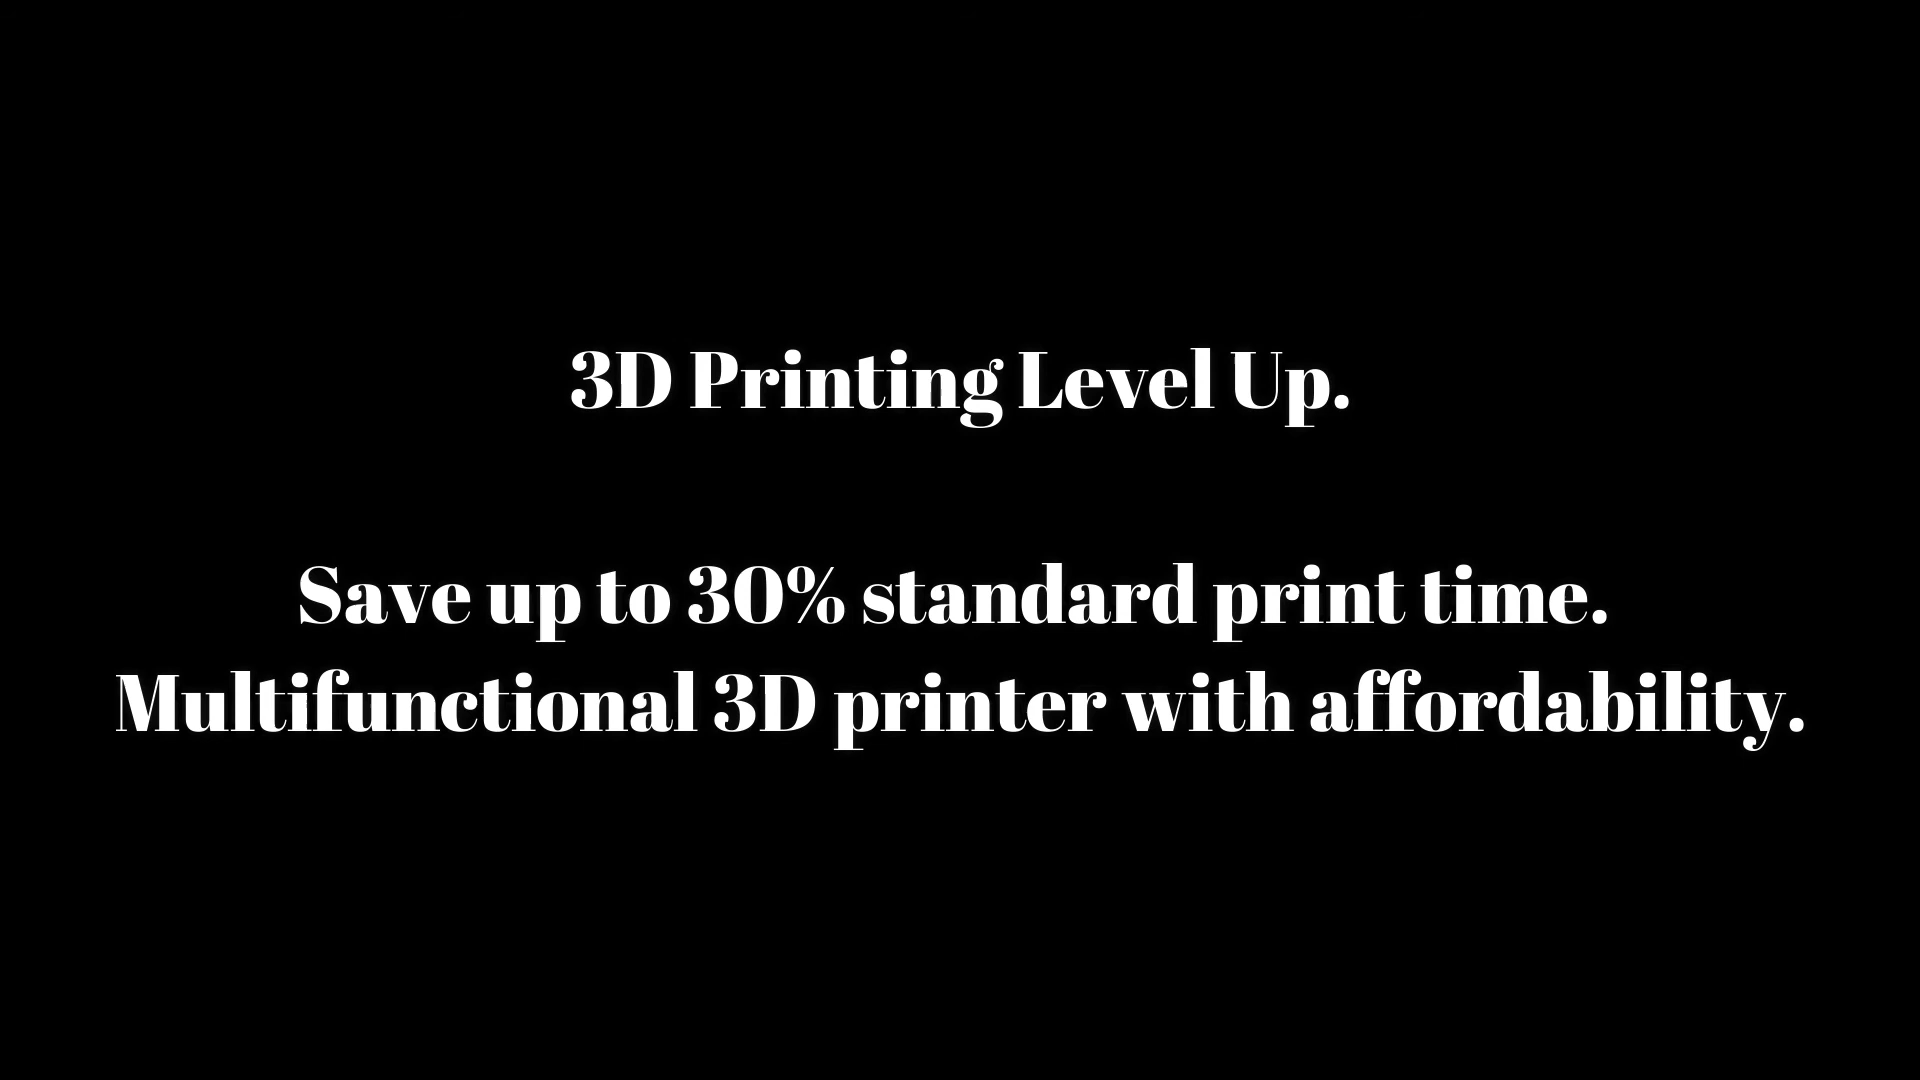 3D Printing Level Up.
Save up to 30% standard print time.
Multifunctional 3D printer with affordability.